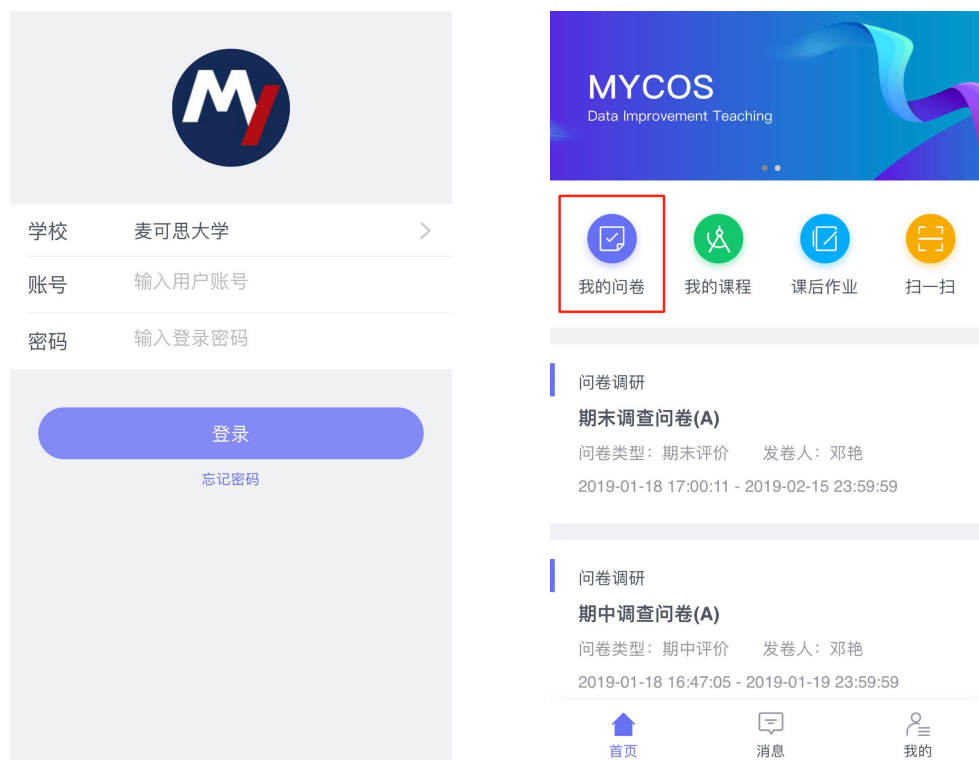 学校 麦可思大学
账号 输入用户账号
密码 输入登录密码
登录
忘记密码
MYCOS
Data Improvement Teaching
我的问卷 我的课程 课后作业 扫一扫
问卷调研
期末调查问卷(A)
问卷类型：期末评价 发卷人：邓艳
2019-01-18 17:00:11 - 2019-02-15 23:59:59
问卷调研
期中调查问卷(A)
问卷类型：期中评价 发卷人：邓艳
2019-01-18 16:47:05 - 2019-01-19 23:59:59
首页 消息 我的